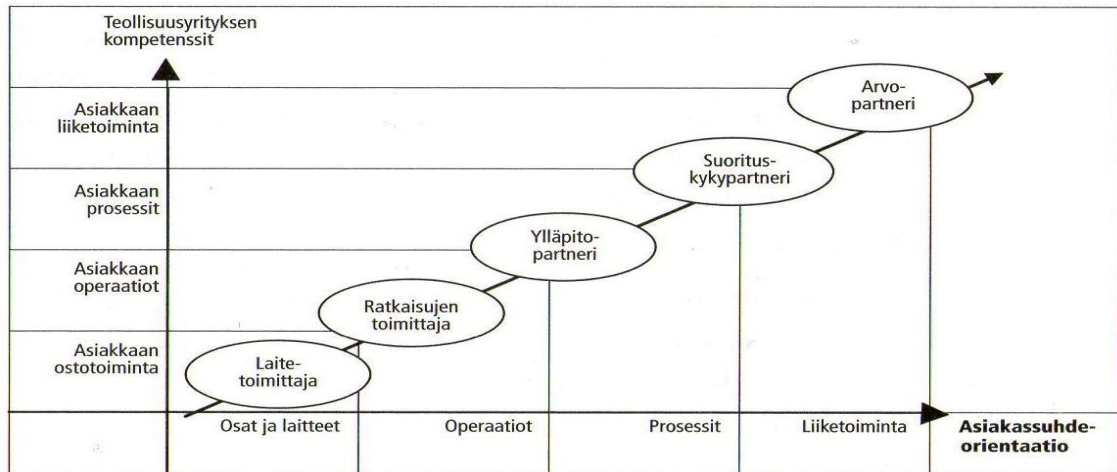 Teollisuusyrityksen
kompetenssit
Asiakkaan
liiketoiminta
Asiakkaan
prosessit
Asiakkaan
operaatiot
Asiakkaan
ostotoiminta
Arvo-
partneri
Suoritus-
kykypartneri
Ylläpito-
partneri
Ratkaisujen
toimittaja
Laite-
toimittaja
Osat ja laitteet
Operaatiot
Prosessit
Liiketoiminta
Asiakassuhde-
orientaatio